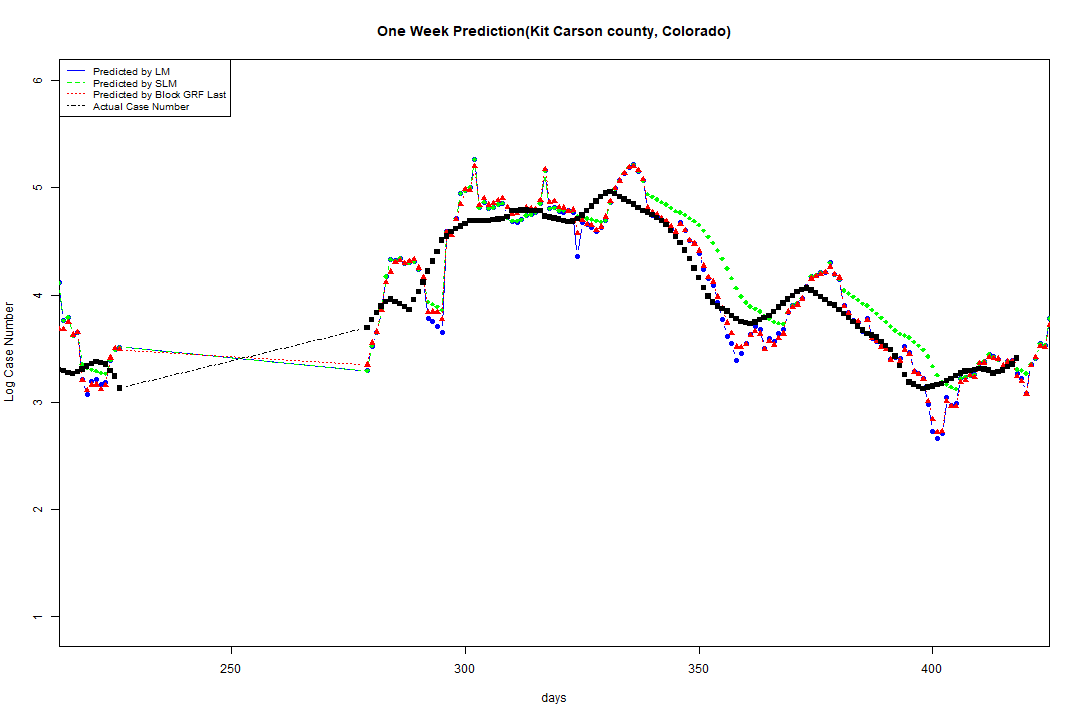 One Week Prediction(Kit Carson county, Colorado)
Predicted by LM
Predicted by SLM
Predicted by Block GRF Last
Actual Case Number
6
5
4
3
2
1
Log Case Number
250 300 350 400
days